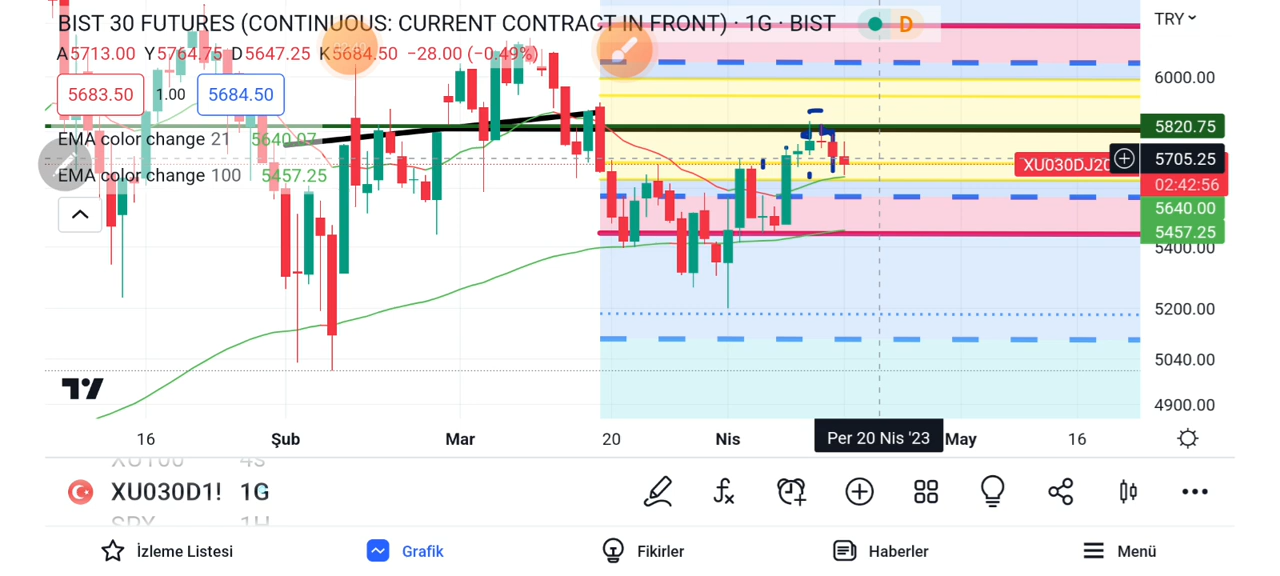 BIST 30 FUTURES (CONTINUOUS: CURRENT CONTRACT IN FRONT) · 1G · BIST D TRY
A5713.00 Y5764.75 D5647.25 K5684.50 −28.00 (−0.49%)
6000.00
5683.50 1.00 5684.50
5820.75
EMA color change 21 5640.07
5705.25
XU030DJ20
02:42:56
EMA color change 100 5457.25
5640.00
5457.25
5400.00
5200.00
5040.00
4900.00
16 Şub Mar 20 Nis Per 20 Nis '23 May 16
XU100 4s
XU030D1! 1G
SPY 1H
İzleme Listesi Grafik Fikirler Haberler Menü